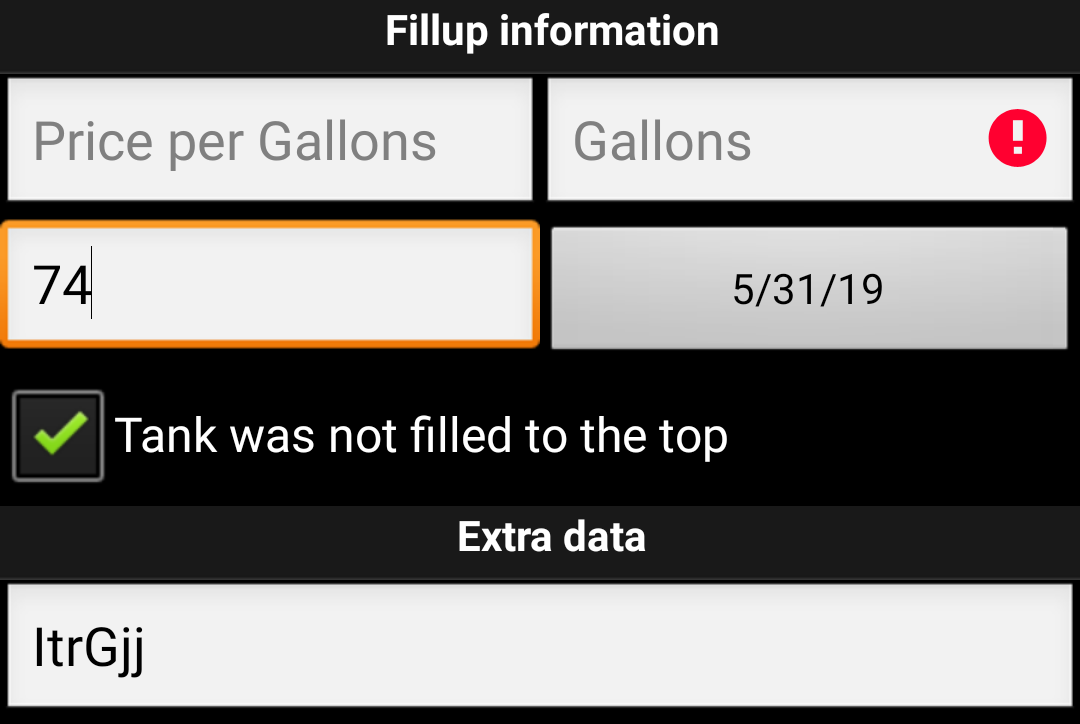 Fillup information
Price per Gallons
Gallons
74
5/31/19
Tank was not filled to the top
Extra data
ItrGjj